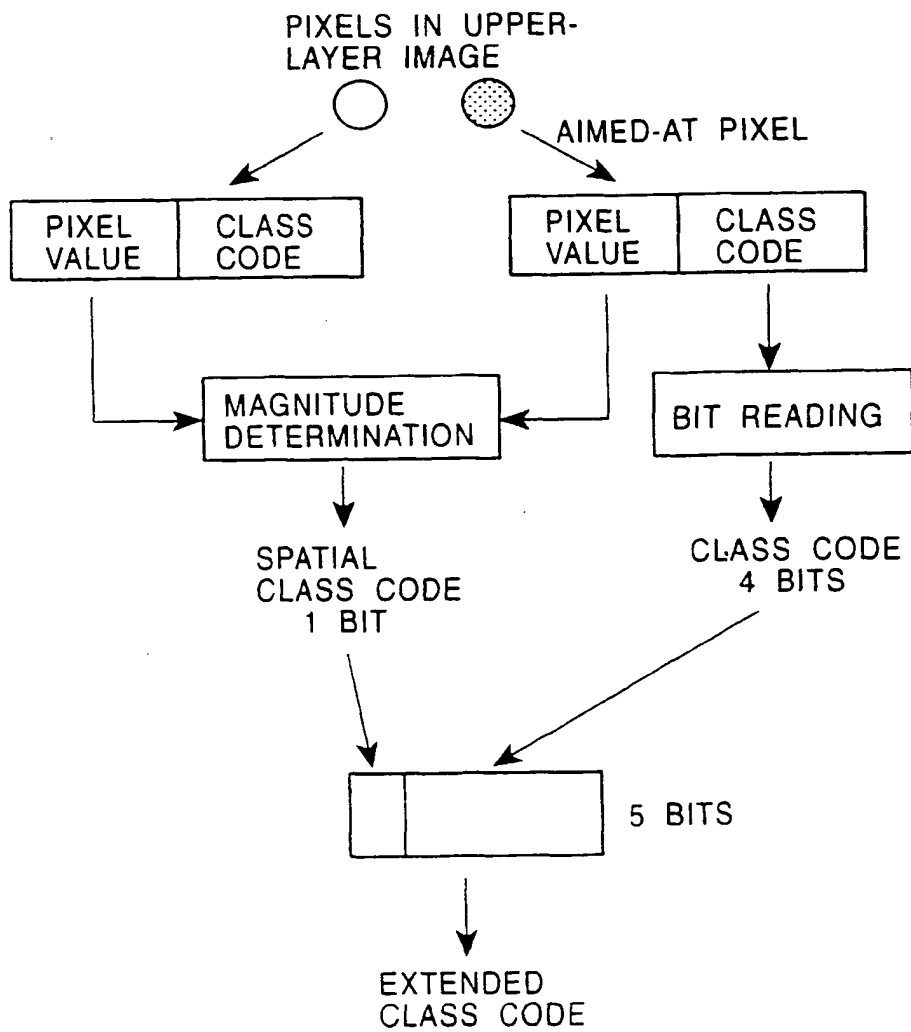 PIXELS IN UPPER-
LAYER IMAGE
AIMED-AT PIXEL
PIXEL
VALUE
CLASS
CODE
PIXEL
VALUE
CLASS
CODE
MAGNITUDE
DETERMINATION
BIT READING
SPATIAL
CLASS CODE
1 BIT
CLASS CODE
4 BITS
5 BITS
EXTENDED
CLASS CODE